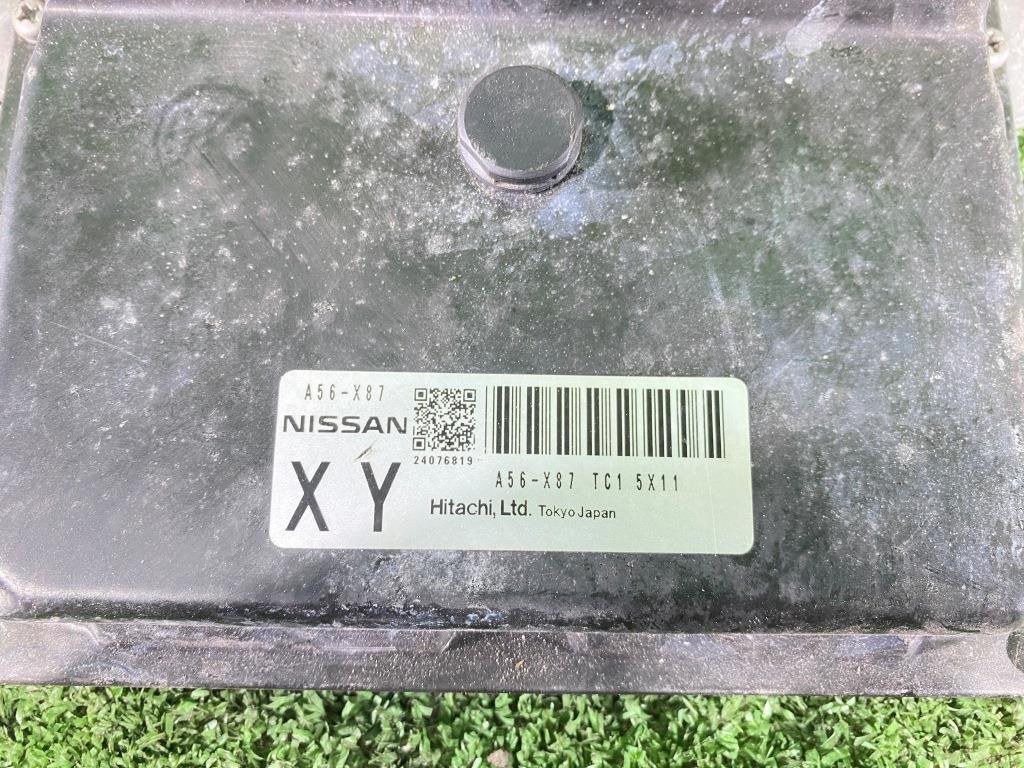 A56-X87
NISSAN
24076819
X Y
A56-X87 TC1 5X11
Hitachi, Ltd. Tokyo Japan